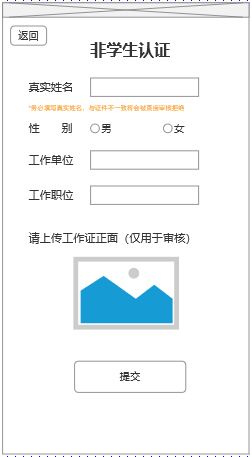 返回
非学生认证
真实姓名
*务必填写真实姓名，与证件不一致将会被直接审核拒绝
性 别 男 女
工作单位
工作职位
请上传工作证正面（仅用于审核）
提交